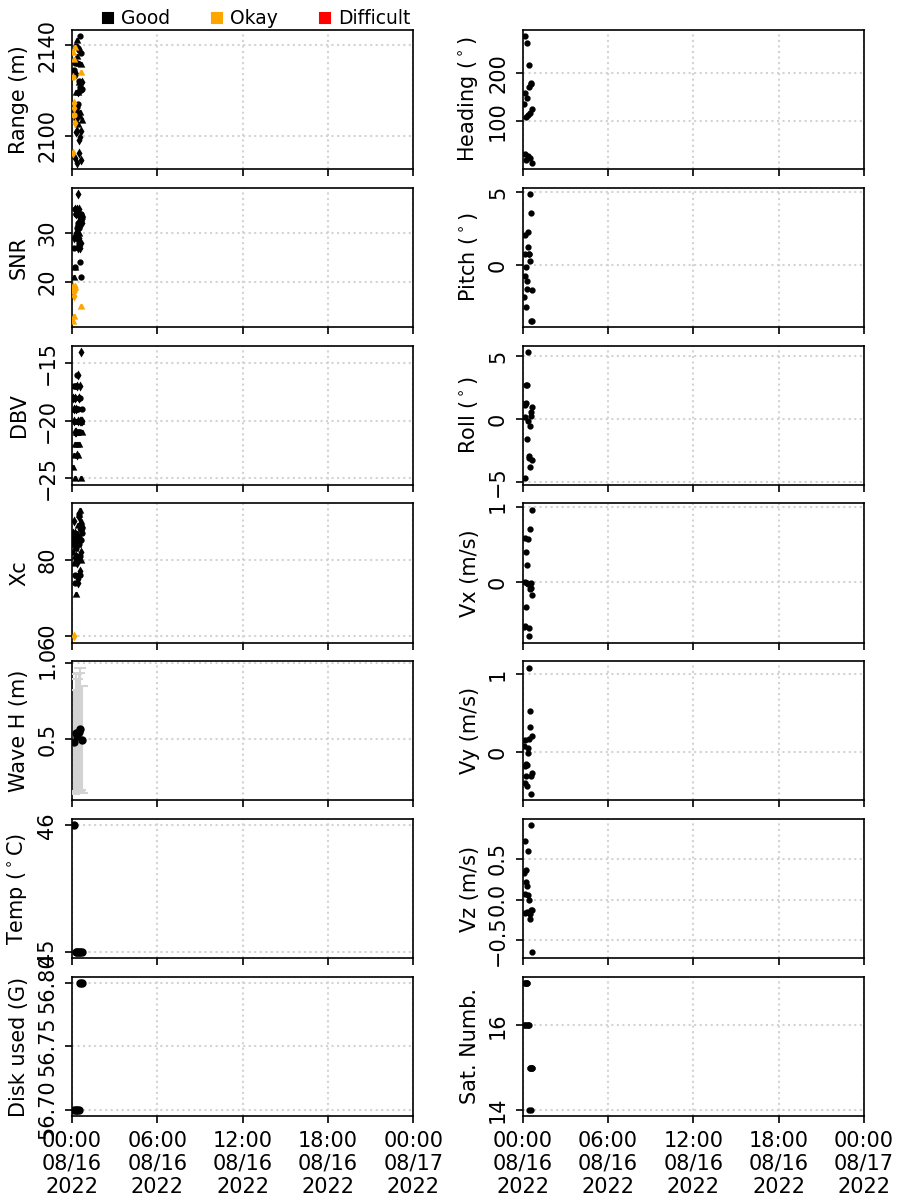 Good Okay Difficult
Range (m)
2140
2100
Heading (°)
200
100
SNR
30
20
Pitch (°)
5
0
DBV
−15
−20
−25
Roll (°)
5
0
−5
Xc
80
60
Vx (m/s)
1
0
Wave H (m)
1.0
0.5
Vy (m/s)
1
0
Temp (°C)
46
45
Vz (m/s)
0.5
0.0
−0.5
Disk used (G)
56.80
56.75
56.70
Sat. Numb.
16
14
00:00 06:00 12:00 18:00 00:00
08/16 08/16 08/16 08/16 08/17
2022 2022 2022 2022 2022
00:00 06:00 12:00 18:00 00:00
08/16 08/16 08/16 08/16 08/17
2022 2022 2022 2022 2022